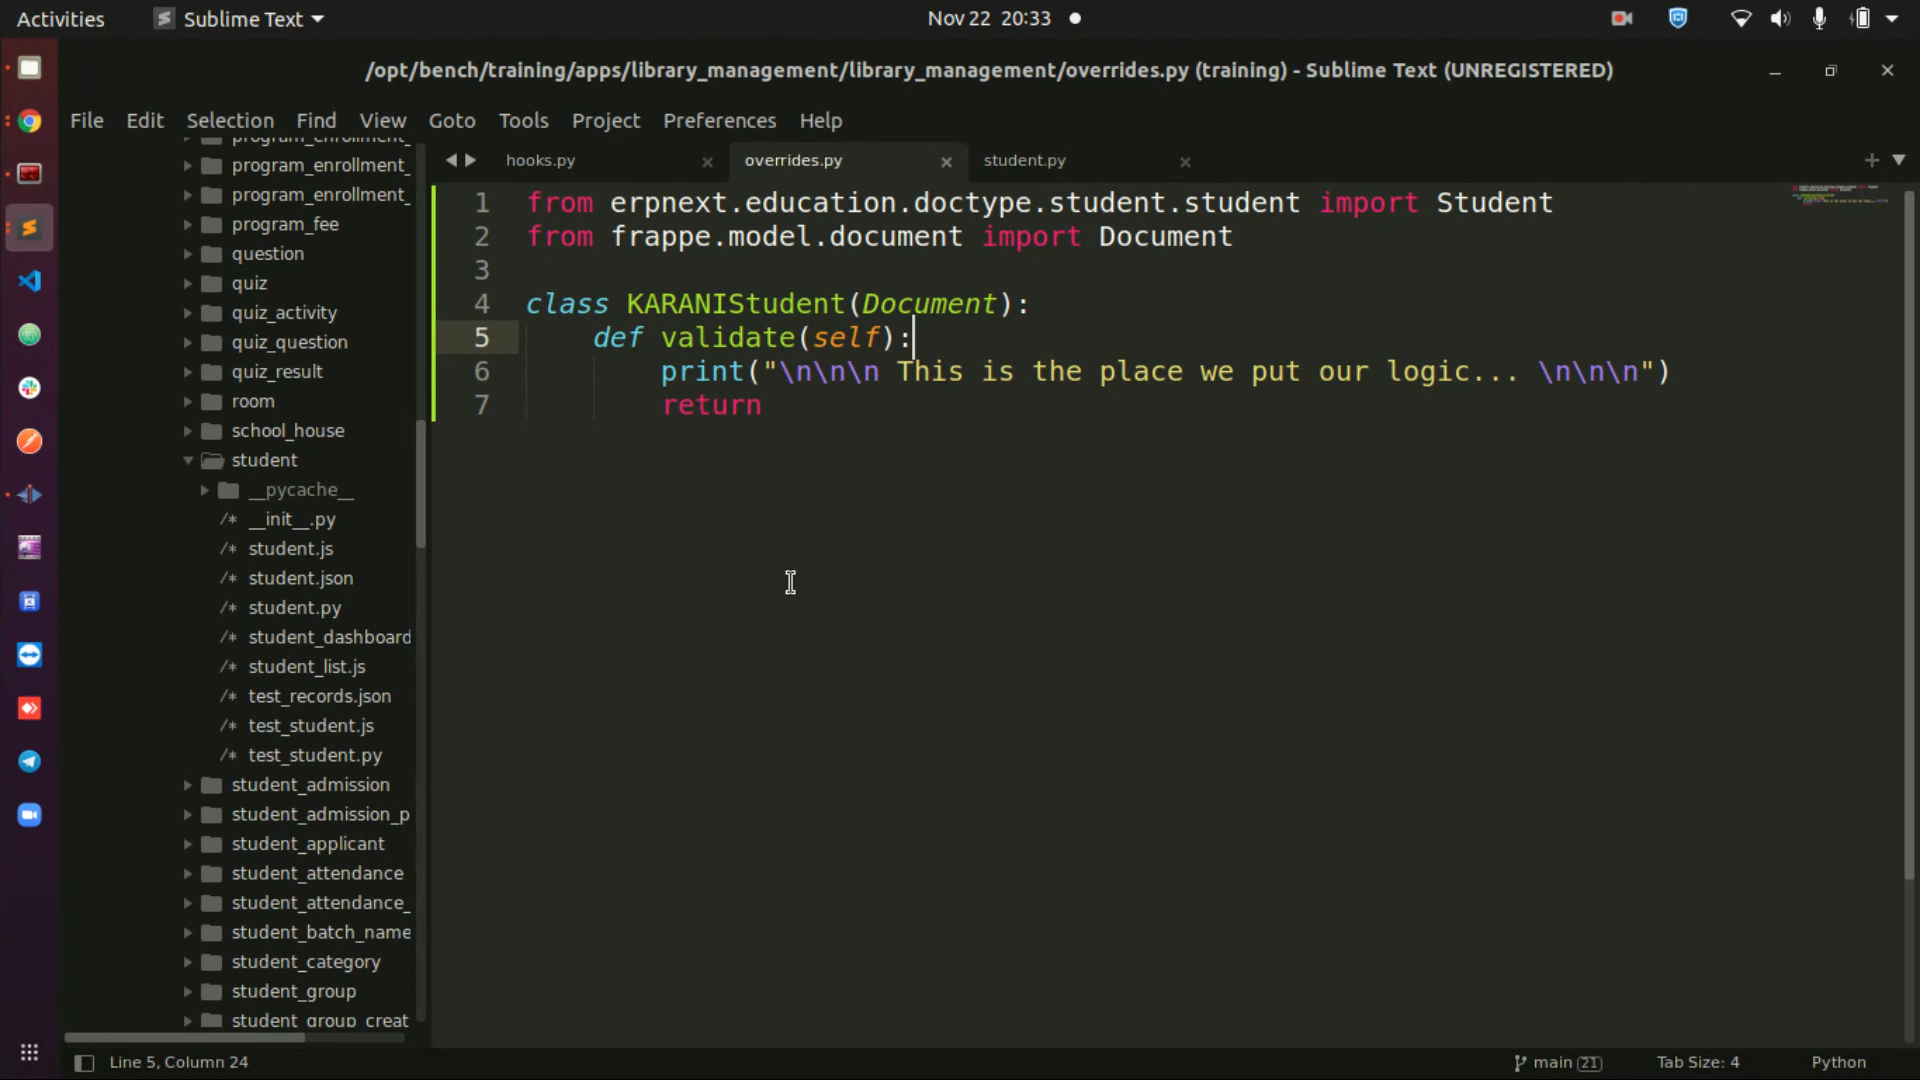 Activities
Sublime Text
Nov 22 20:33
/opt/bench/training/apps/library_management/library_management/overrides.py (training) - Sublime Text (UNREGISTERED)
File Edit Selection Find View Goto Tools Project Preferences Help
hooks.py
overrides.py
student.py
program_enrollment_
program_enrollment_
program_enrollment_
program_fee
question
quiz
quiz_activity
quiz_question
quiz_result
room
school_house
student
__pycache__
/* __init__.py
/* student.js
/* student.json
/* student.py
/* student_dashboard
/* student_list.js
/* test_records.json
/* test_student.js
/* test_student.py
student_admission
student_admission_p
student_applicant
student_attendance
student_attendance_
student_batch_name
student_category
student_group
student_group_creat
1 from erpnext.education.doctype.student.student import Student
2 from frappe.model.document import Document
3
4 class KARANIStudent(Document):
5 def validate(self):
6 print("\n\n\n This is the place we put our logic... \n\n\n")
7 return
Line 5, Column 24
main 21
Tab Size: 4
Python